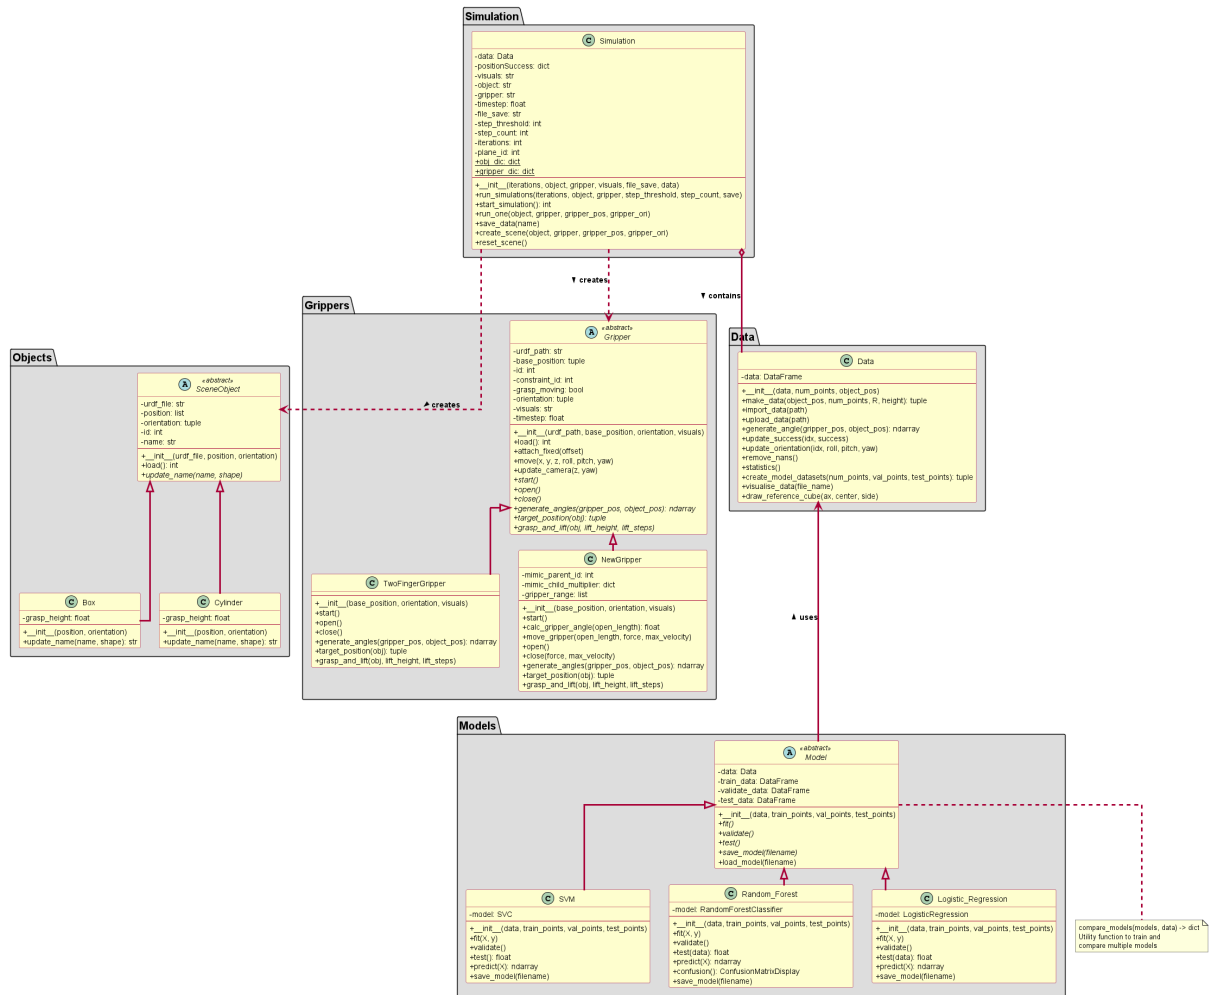 Simulation
C Simulation
-data: Data
-positionSuccess: dict
-visuals: str
-object: str
-gripper: str
-timestep: float
-file_save: str
-step_threshold: int
-step_count: int
-iterations: int
-plane_id: int
+obj_dic: dict
+gripper_dic: dict
+__init__(iterations, object, gripper, visuals, file_save, data)
+run_simulations(iterations, object, gripper, step_threshold, step_count, save)
+start_simulation(): int
+run_one(object, gripper, gripper_pos, gripper_ori)
+save_data(name)
+create_scene(object, gripper, gripper_pos, gripper_ori)
+reset_scene()
creates
contains
creates
uses
Objects
A «abstract»
SceneObject
-urdf_file: str
-position: list
-orientation: tuple
-id: int
-name: str
+__init__(urdf_file, position, orientation)
+load(): int
+update_name(name, shape)
C Box
-grasp_height: float
+__init__(position, orientation)
+update_name(name, shape): str
C Cylinder
-grasp_height: float
+__init__(position, orientation)
+update_name(name, shape): str
Grippers
A «abstract»
Gripper
-urdf_path: str
-base_position: tuple
-id: int
-constraint_id: int
-grasp_moving: bool
-orientation: tuple
-visuals: str
-timestep: float
+__init__(urdf_path, base_position, orientation, visuals)
+load(): int
+attach_fixed(offset)
+move(x, y, z, roll, pitch, yaw)
+update_camera(z, yaw)
+start()
+open()
+close()
+generate_angles(gripper_pos, object_pos): ndarray
+target_position(obj): tuple
+grasp_and_lift(obj, lift_height, lift_steps)
C TwoFingerGripper
+__init__(base_position, orientation, visuals)
+start()
+open()
+close()
+generate_angles(gripper_pos, object_pos): ndarray
+target_position(obj): tuple
+grasp_and_lift(obj, lift_height, lift_steps)
C NewGripper
-mimic_parent_id: int
-mimic_child_multiplier: dict
-gripper_range: list
+__init__(base_position, orientation, visuals)
+start()
+calc_gripper_angle(open_length): float
+move_gripper(open_length, force, max_velocity)
+open()
+close(force, max_velocity)
+generate_angles(gripper_pos, object_pos): ndarray
+target_position(obj): tuple
+grasp_and_lift(obj, lift_height, lift_steps)
Data
C Data
-data: DataFrame
+__init__(data, num_points, object_pos)
+make_data(object_pos, num_points, R, height): tuple
+import_data(path)
+upload_data(path)
+generate_angle(gripper_pos, object_pos): ndarray
+update_success(idx, success)
+update_orientation(idx, roll, pitch, yaw)
+remove_nans()
+statistics()
+create_model_datasets(num_points, val_points, test_points): tuple
+visualise_data(file_name)
+draw_reference_cube(ax, center, side)
Models
A «abstract»
Model
-data: Data
-train_data: DataFrame
-validate_data: DataFrame
-test_data: DataFrame
+__init__(data, train_points, val_points, test_points)
+fit()
+validate()
+test()
+save_model(filename)
+load_model(filename)
C SVM
-model: SVC
+__init__(data, train_points, val_points, test_points)
+fit(X, y)
+validate()
+test(): float
+predict(X): ndarray
+save_model(filename)
C Random_Forest
-model: RandomForestClassifier
+__init__(data, train_points, val_points, test_points)
+fit(X, y)
+validate()
+test(data): float
+predict(X): ndarray
+confusion(): ConfusionMatrixDisplay
+save_model(filename)
C Logistic_Regression
-model: LogisticRegression
+__init__(data, train_points, val_points, test_points)
+fit(X, y)
+validate()
+test(data): float
+predict(X): ndarray
+save_model(filename)
compare_models(models, data) -> dict
Utility function to train and
compare multiple models